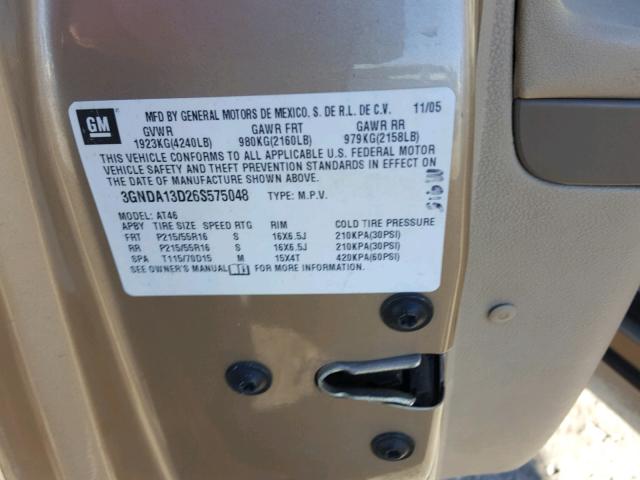 GM
MFD BY GENERAL MOTORS DE MEXICO, S. DE R.L. DE C.V. 11/05
GVWR GAWR FRT GAWR RR
1923KG(4240LB) 980KG(2160LB) 979KG(2158LB)
THIS VEHICLE CONFORMS TO ALL APPLICABLE U.S. FEDERAL MOTOR
VEHICLE SAFETY AND THEFT PREVENTION STANDARDS IN EFFECT ON
THE DATE OF MANUFACTURE SHOWN ABOVE.
3GNDA13D26S575048 TYPE: M.P.V.
MODEL: AT46
APBY TIRE SIZE SPEED RTG RIM COLD TIRE PRESSURE
FRT P215/55R16 S 16X6.5J 210KPA(30PSI)
RR P215/55R16 S 16X6.5J 210KPA(30PSI)
SPA T115/70D15 M 15X4T 420KPA(60PSI)
SEE OWNER'S MANUAL FOR MORE INFORMATION.